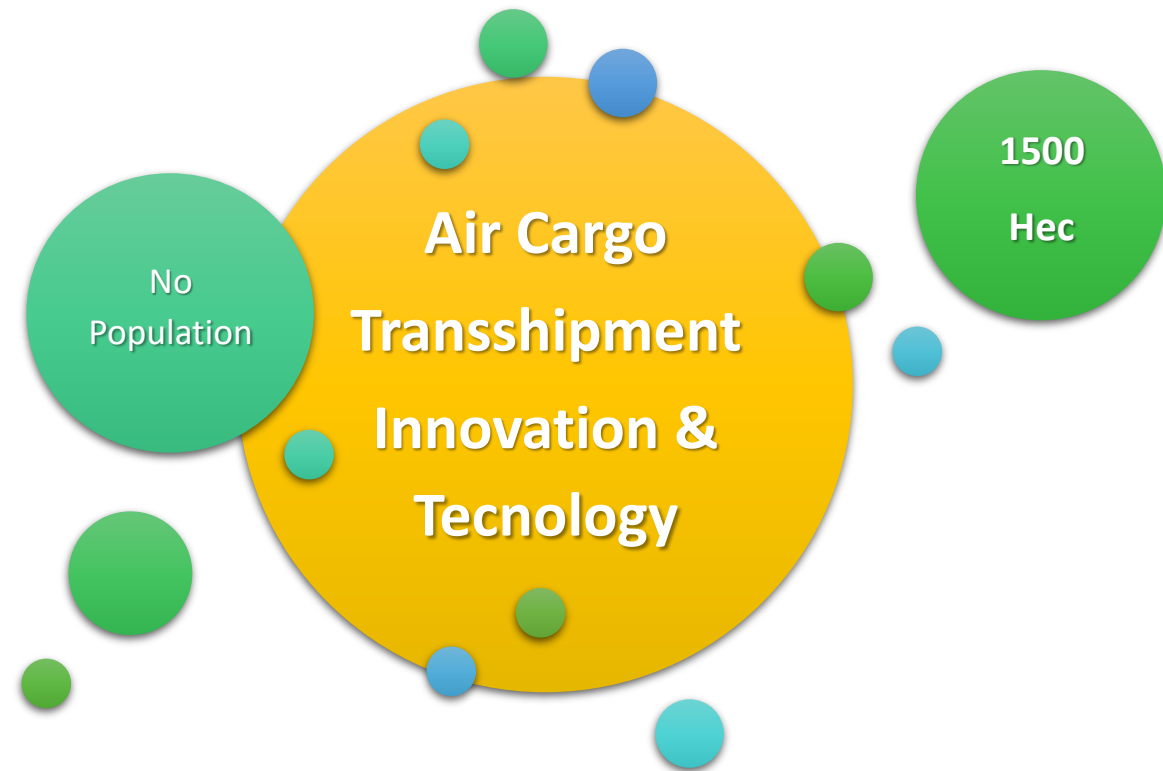 Air Cargo
Transshipment
Innovation &
Tecnology
No
Population
1500
Hec